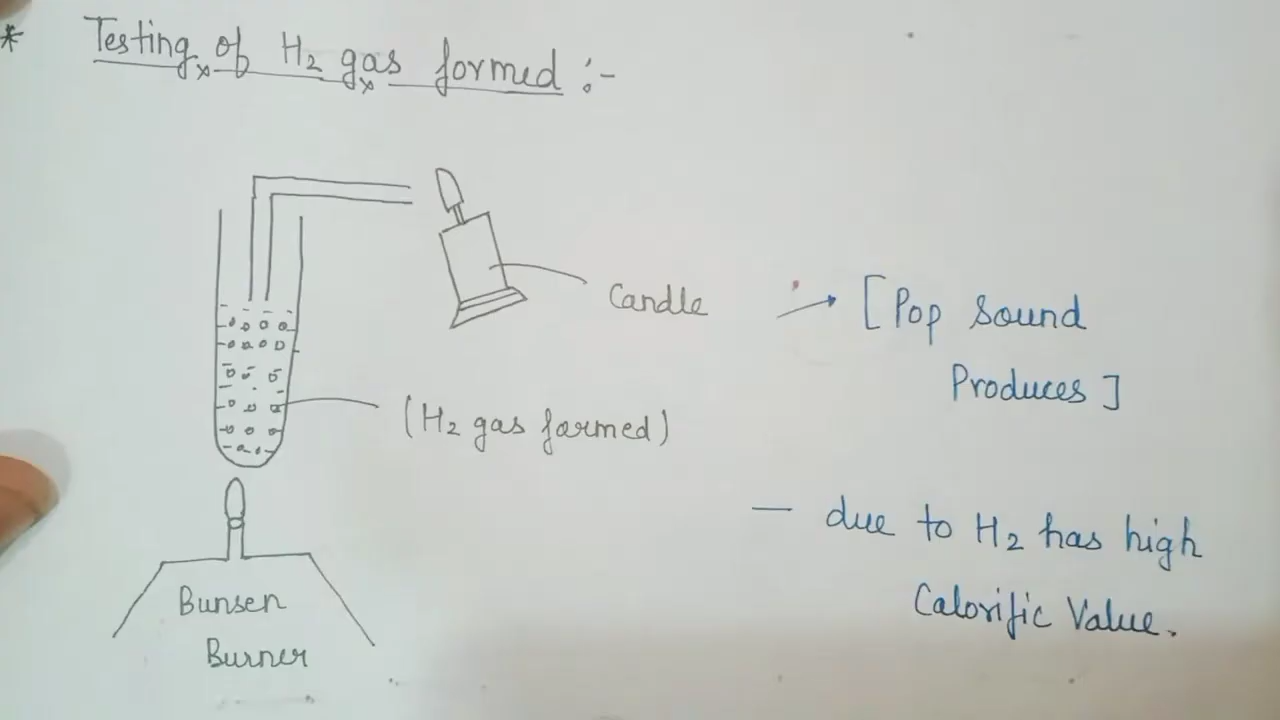 * Testing of H₂ gas formed :-
Candle
→ [Pop Sound
Produces]
(H₂ gas farmed)
— due to H₂ has high
Calorific Value.
Bunsen
Burner